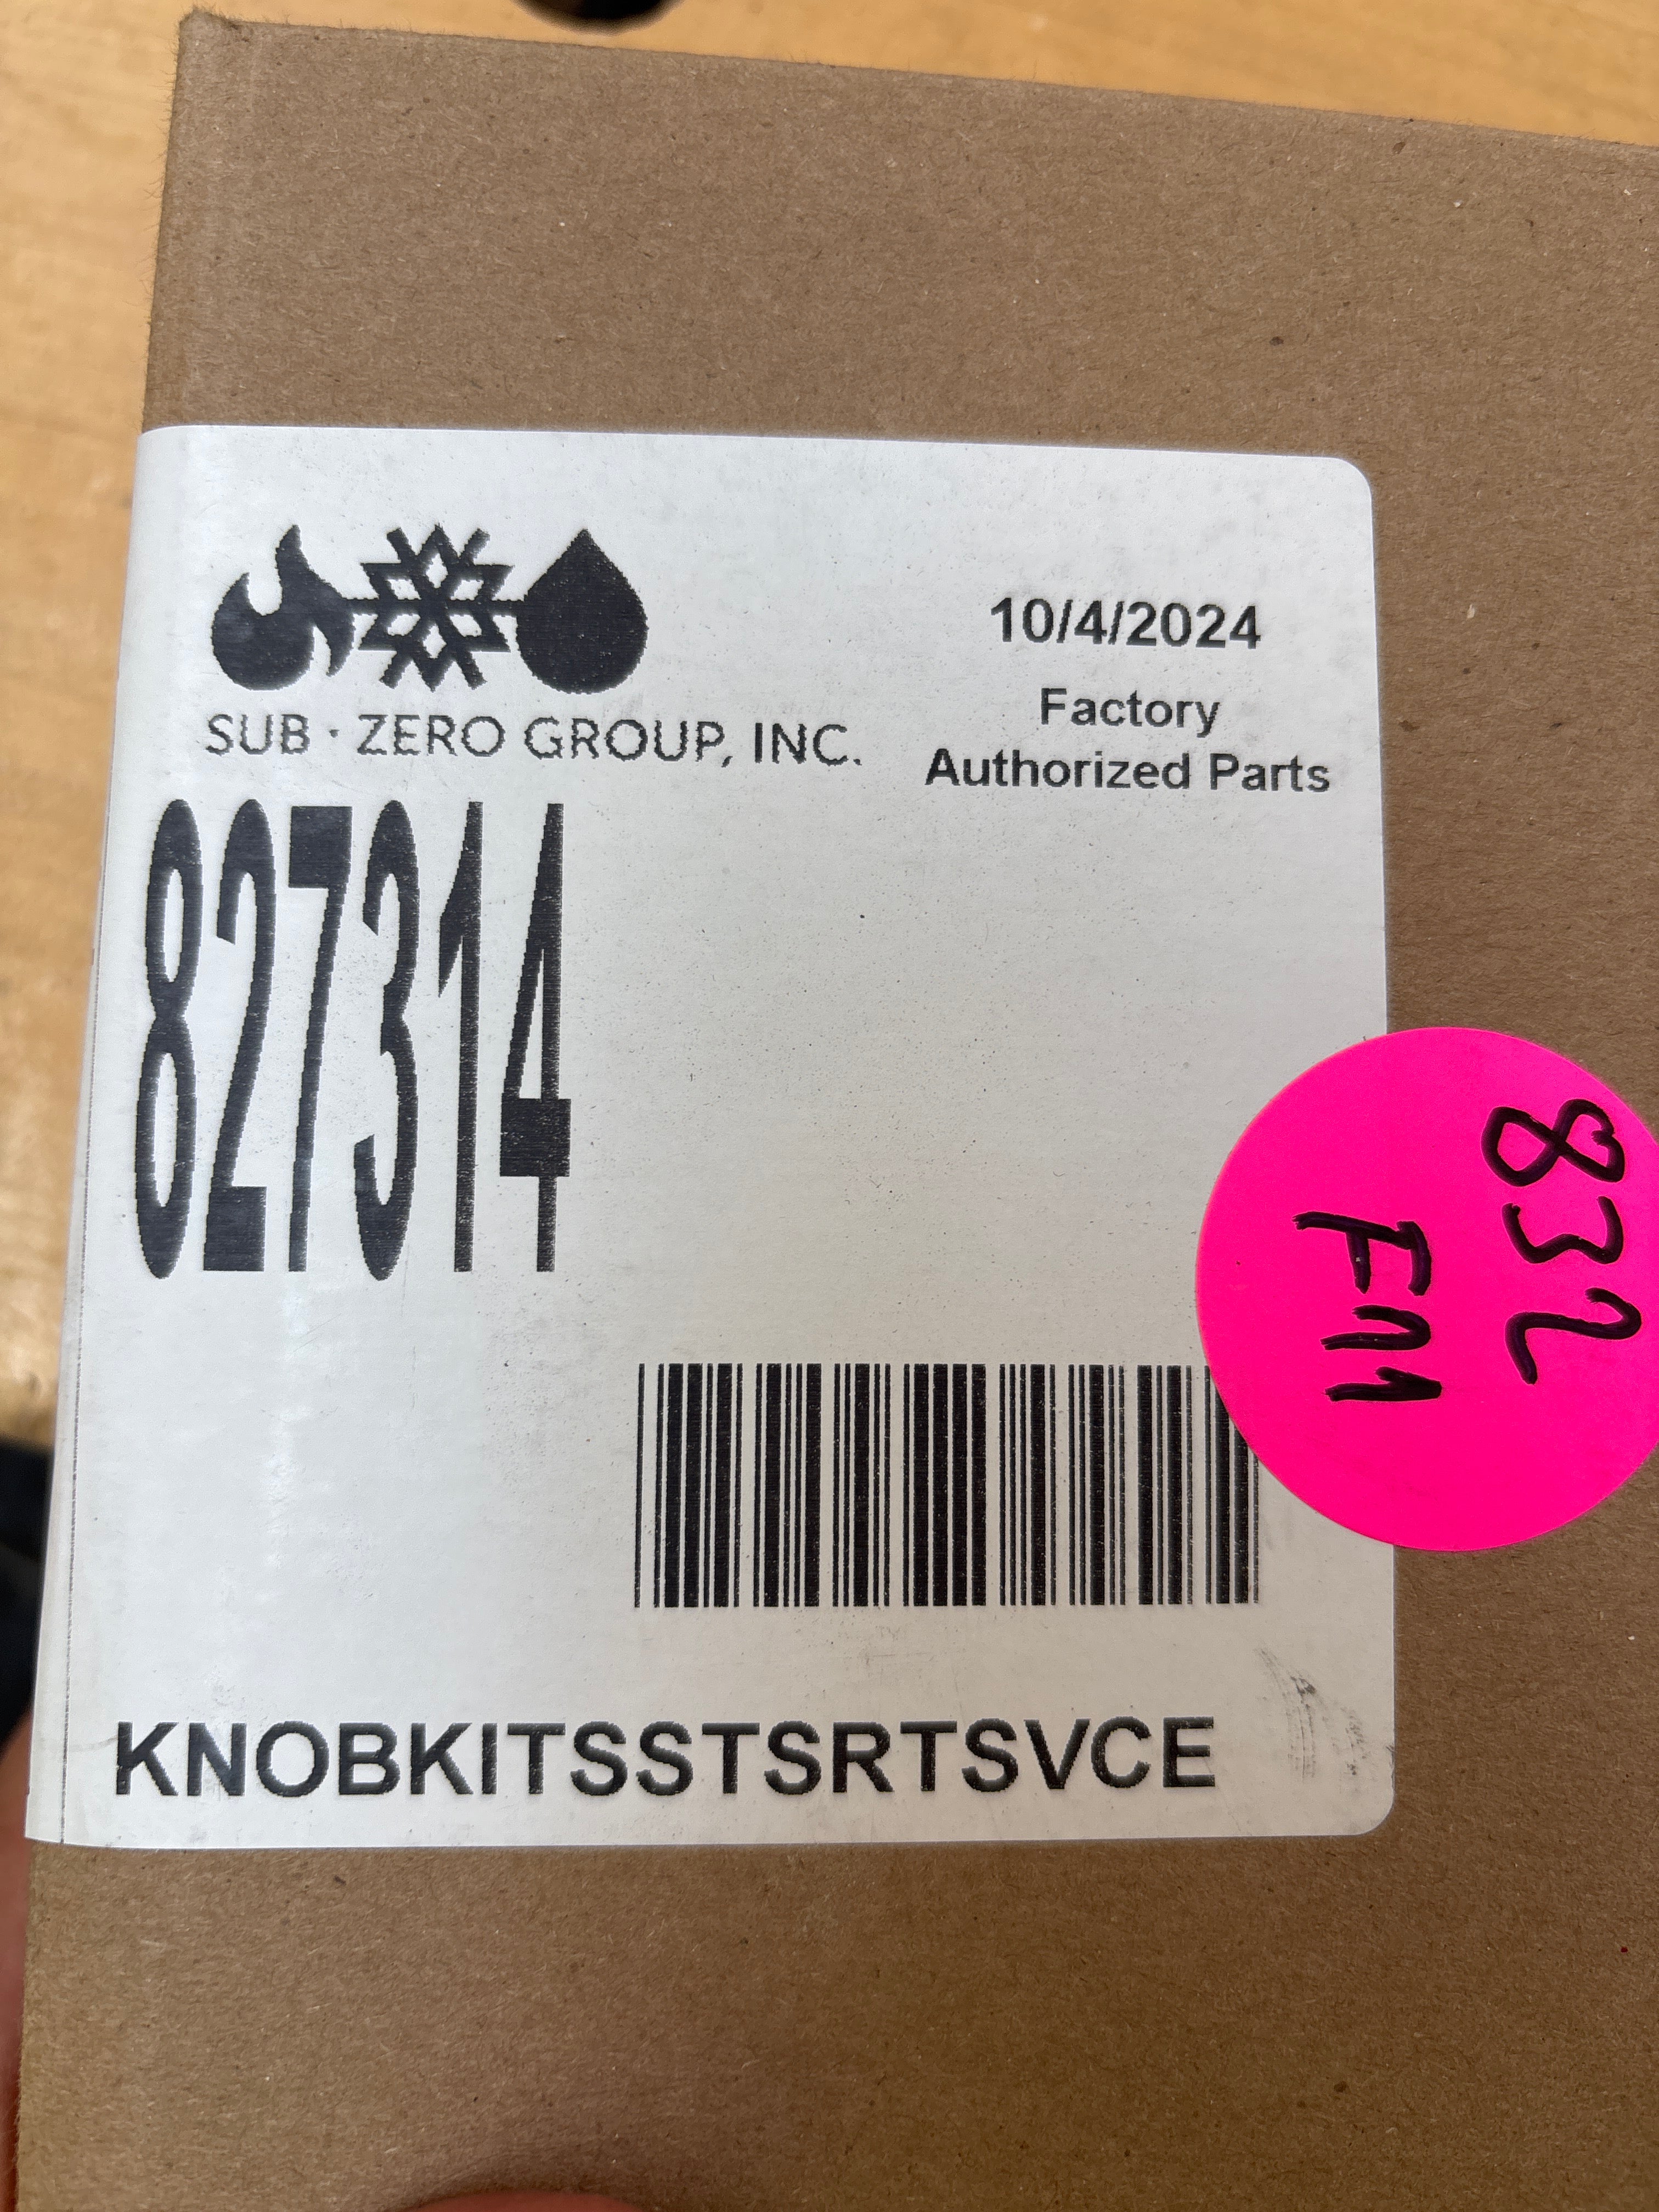 SUB·ZERO GROUP, INC.
10/4/2024
Factory
Authorized Parts
827314
832
F11
KNOBKITSSTSRTSVCE